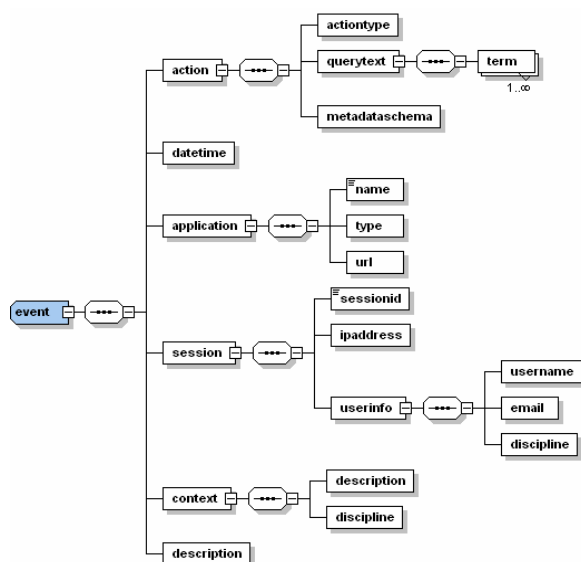 actiontype
action
querytext
term
1..∞
metadataschema
datetime
name
application
type
url
event
sessionid
session
ipaddress
userinfo
username
email
discipline
context
description
discipline
description